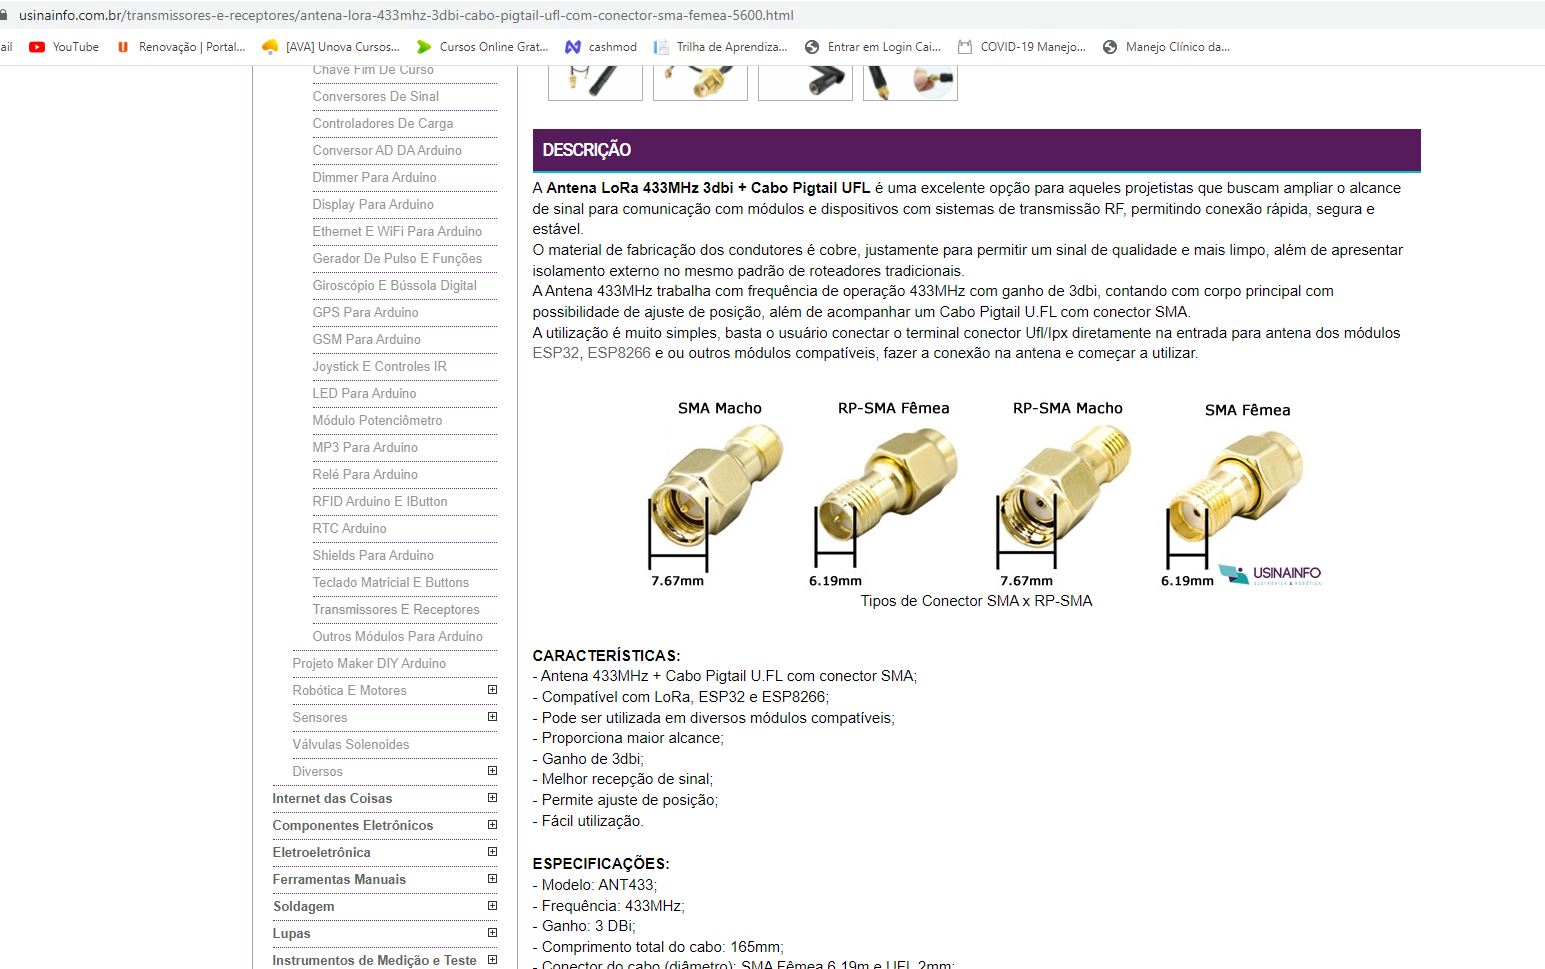 usinainfo.com.br/transmissores-e-receptores/antena-lora-433mhz-3dbi-cabo-pigtail-ufl-com-conector-sma-femea-5600.html
ail
YouTube
Renovação | Portal...
[AVA] Unova Cursos...
Cursos Online Grat...
cashmod
Trilha de Aprendiza...
Entrar em Login Cai...
COVID-19 Manejo...
Manejo Clínico da...
Chave Fim De Curso
Conversores De Sinal
Controladores De Carga
Conversor AD DA Arduino
Dimmer Para Arduino
Display Para Arduino
Ethernet E WiFi Para Arduino
Gerador De Pulso E Funções
Giroscópio E Bússola Digital
GPS Para Arduino
GSM Para Arduino
Joystick E Controles IR
LED Para Arduino
Módulo Potenciômetro
MP3 Para Arduino
Relé Para Arduino
RFID Arduino E IButton
RTC Arduino
Shields Para Arduino
Teclado Matricial E Buttons
Transmissores E Receptores
Outros Módulos Para Arduino
Projeto Maker DIY Arduino
Robótica E Motores
Sensores
Válvulas Solenoides
Diversos
Internet das Coisas
Componentes Eletrônicos
Eletroeletrônica
Ferramentas Manuais
Soldagem
Lupas
Instrumentos de Medição e Teste
DESCRIÇÃO
A Antena LoRa 433MHz 3dbi + Cabo Pigtail UFL é uma excelente opção para aqueles projetistas que buscam ampliar o alcance
de sinal para comunicação com módulos e dispositivos com sistemas de transmissão RF, permitindo conexão rápida, segura e
estável.
O material de fabricação dos condutores é cobre, justamente para permitir um sinal de qualidade e mais limpo, além de apresentar
isolamento externo no mesmo padrão de roteadores tradicionais.
A Antena 433MHz trabalha com frequência de operação 433MHz com ganho de 3dbi, contando com corpo principal com
possibilidade de ajuste de posição, além de acompanhar um Cabo Pigtail U.FL com conector SMA.
A utilização é muito simples, basta o usuário conectar o terminal conector Ufl/Ipx diretamente na entrada para antena dos módulos
ESP32, ESP8266 e ou outros módulos compatíveis, fazer a conexão na antena e começar a utilizar.
SMA Macho
RP-SMA Fêmea
RP-SMA Macho
SMA Fêmea
7.67mm
6.19mm
7.67mm
6.19mm
USINAINFO
ELETRÔNICA & ROBÓTICA
Tipos de Conector SMA x RP-SMA
CARACTERÍSTICAS:
- Antena 433MHz + Cabo Pigtail U.FL com conector SMA;
- Compatível com LoRa, ESP32 e ESP8266;
- Pode ser utilizada em diversos módulos compatíveis;
- Proporciona maior alcance;
- Ganho de 3dbi;
- Melhor recepção de sinal;
- Permite ajuste de posição;
- Fácil utilização.
ESPECIFICAÇÕES:
- Modelo: ANT433;
- Frequência: 433MHz;
- Ganho: 3 DBi;
- Comprimento total do cabo: 165mm;
- Conector do cabo (diâmetro): SMA Fêmea 6,19m e UFL 2mm;